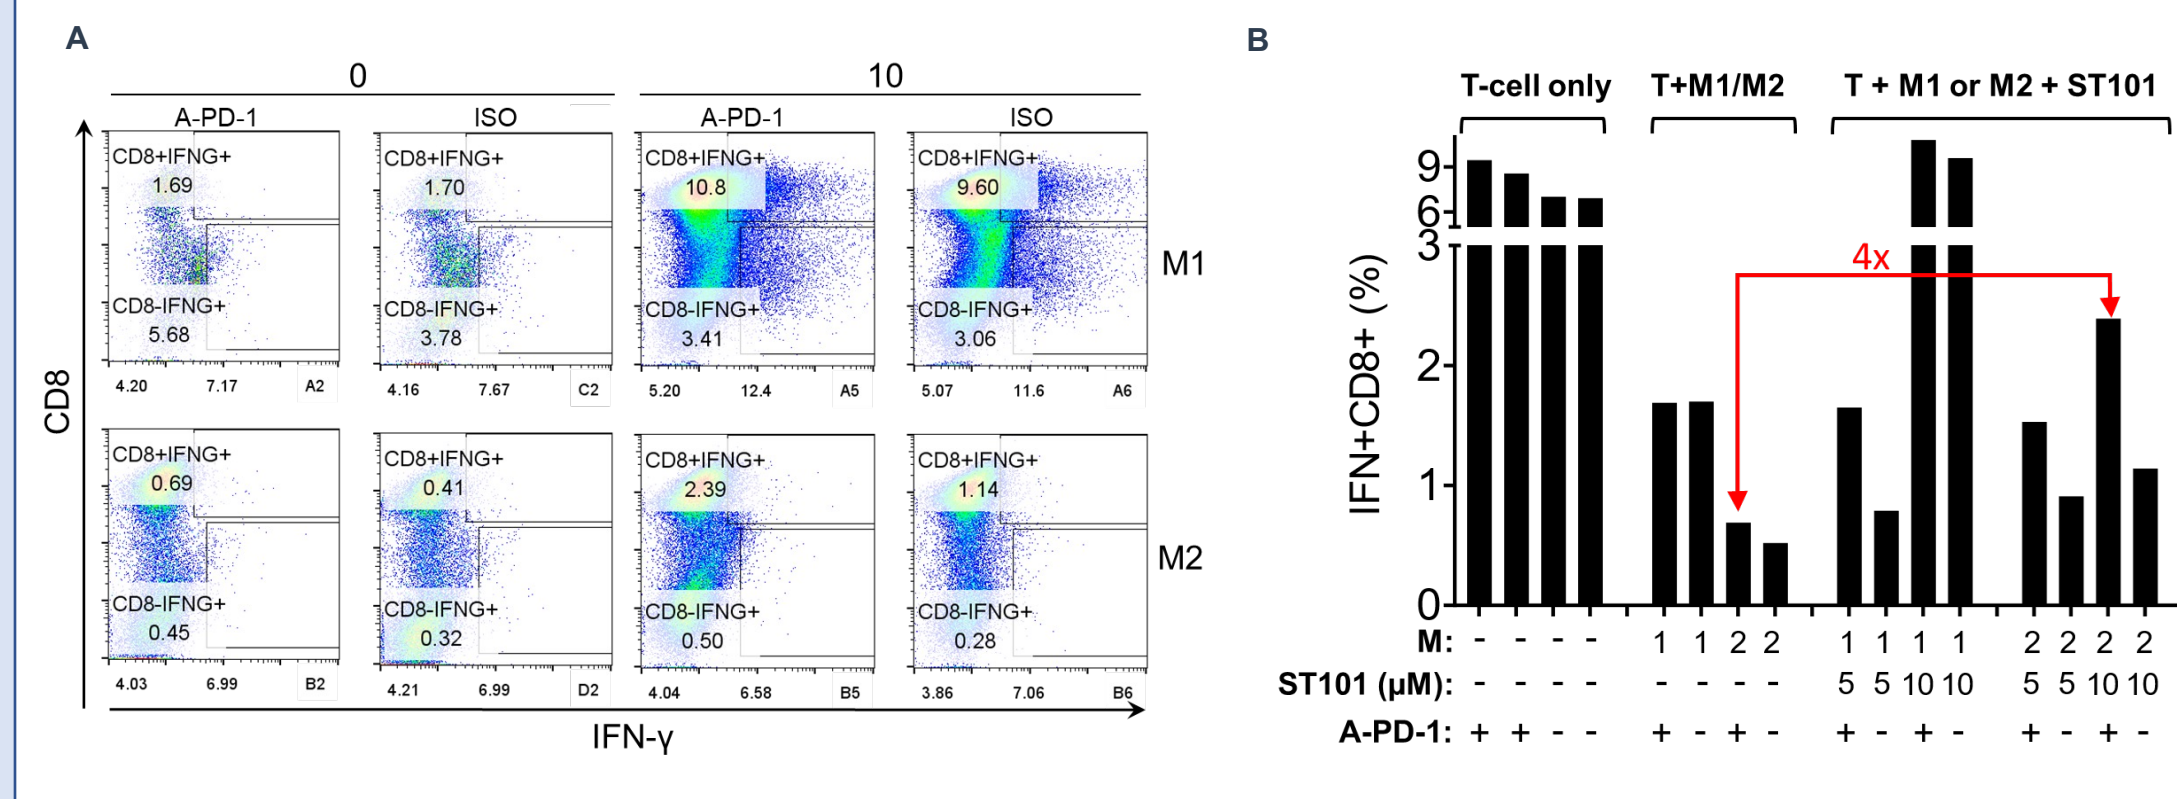 A
0
10
A-PD-1
ISO
A-PD-1
ISO
CD8+IFNG+
1.69
CD8-IFNG+
5.68
4.20 7.17 A2
CD8+IFNG+
1.70
CD8-IFNG+
3.78
4.16 7.67 C2
CD8+IFNG+
10.8
CD8-IFNG+
3.41
5.20 12.4 A5
CD8+IFNG+
9.60
CD8-IFNG+
3.06
5.07 11.6 A6
M1
CD8+IFNG+
0.69
CD8-IFNG+
0.45
4.03 6.99 B2
CD8+IFNG+
0.41
CD8-IFNG+
0.32
4.21 6.99 D2
CD8+IFNG+
2.39
CD8-IFNG+
0.50
4.04 6.58 B5
CD8+IFNG+
1.14
CD8-IFNG+
0.28
3.86 7.06 B6
M2
CD8
IFN-γ
B
T-cell only T+M1/M2 T + M1 or M2 + ST101
IFN+CD8+ (%)
9
6
3
2
1
0
4x
M: - - - - 1 1 2 2 1 1 1 1 2 2 2 2
ST101 (µM): - - - - - - - - 5 5 10 10 5 5 10 10
A-PD-1: + + - - + - + - + - + - + - + -